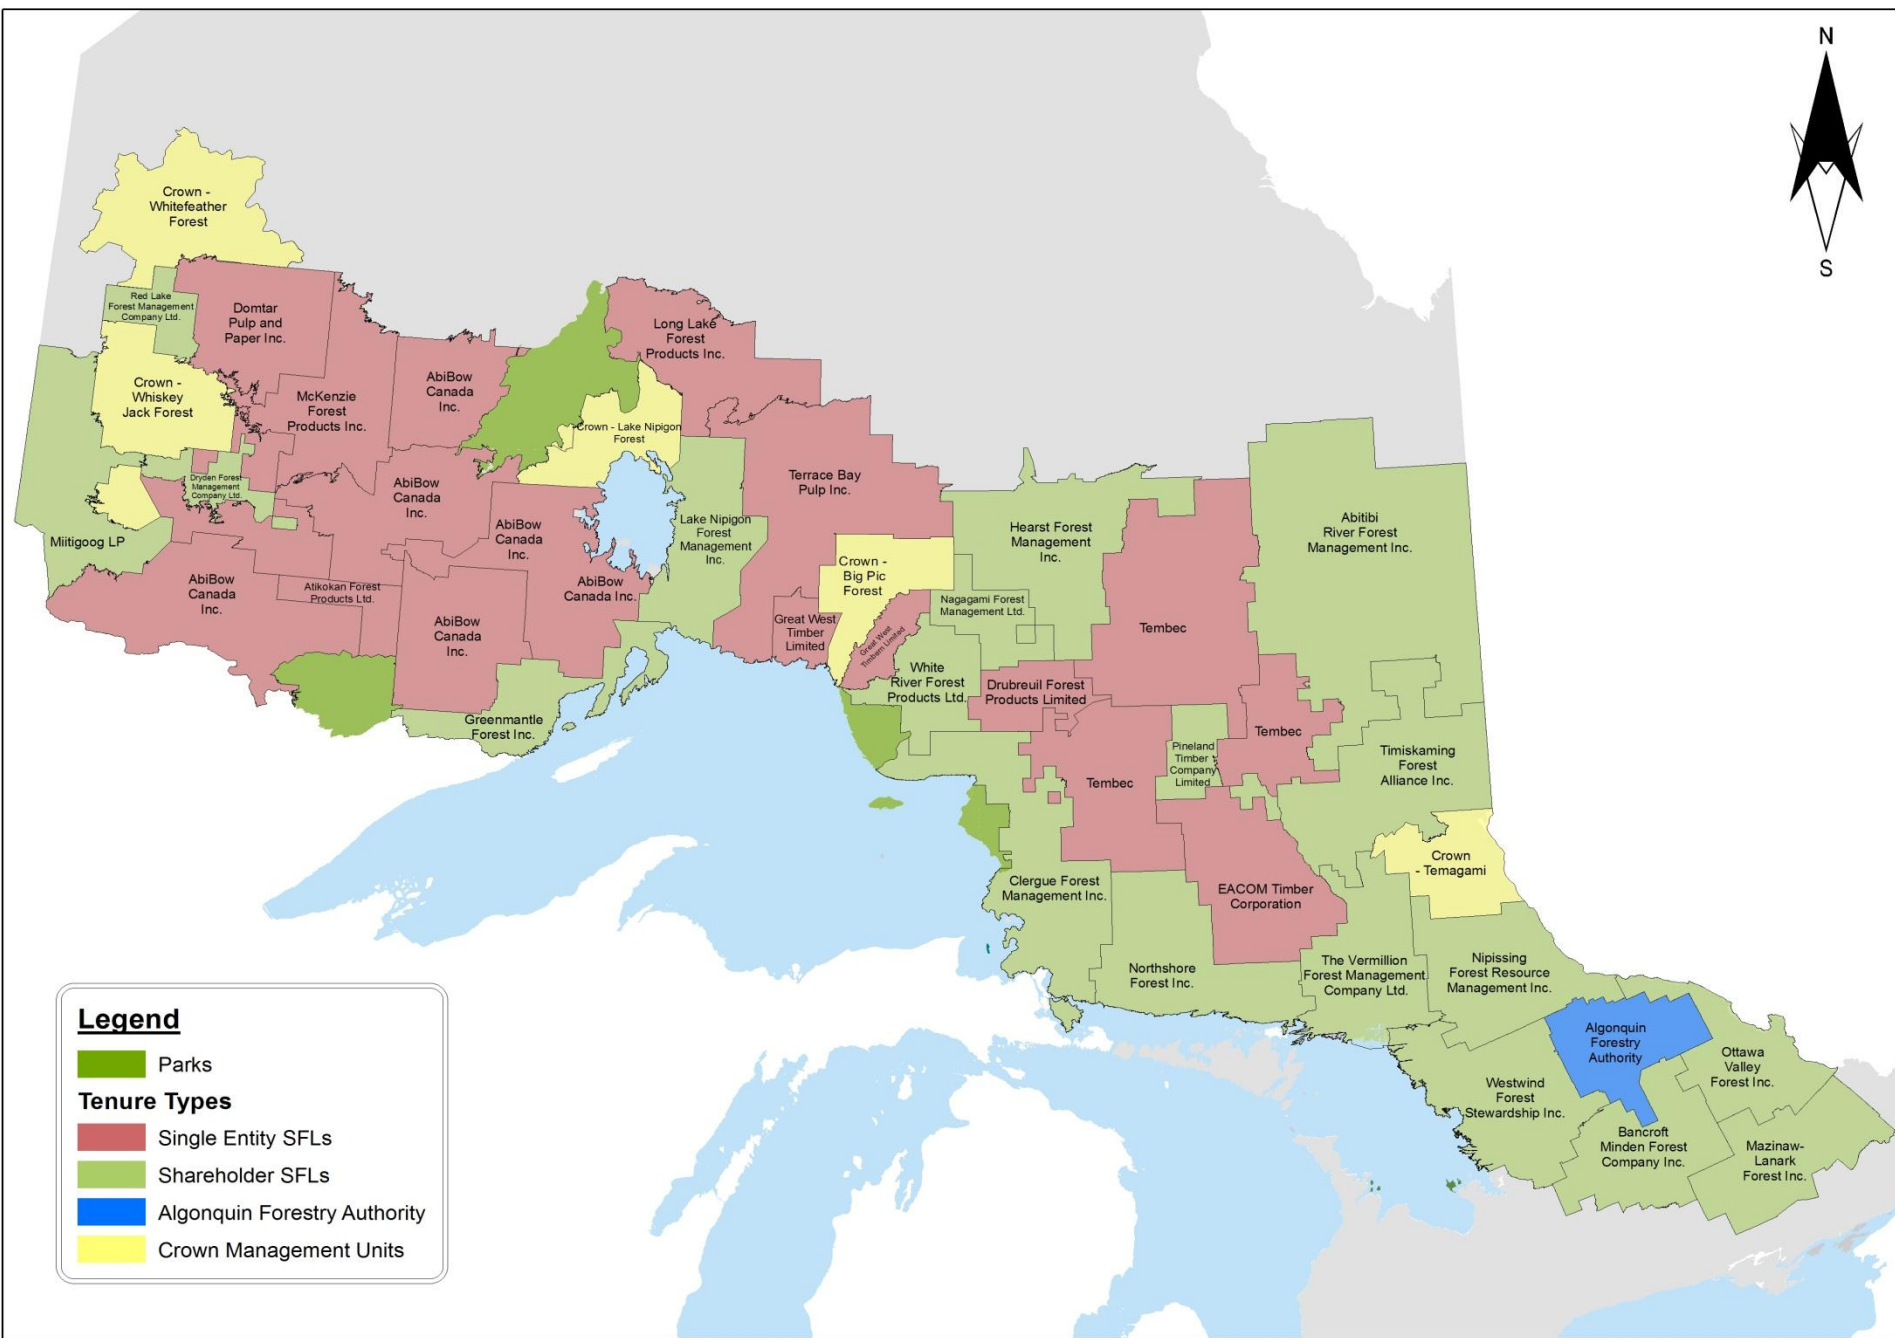 N
S
Crown -
Whitefeather
Forest
Red Lake
Forest Management
Company Ltd.
Domtar
Pulp and
Paper Inc.
Long Lake
Forest
Products Inc.
Crown -
Whiskey
Jack Forest
McKenzie
Forest
Products Inc.
AbiBow
Canada
Inc.
Crown - Lake Nipigon
Forest
Dryden Forest
Management
Company Ltd.
AbiBow
Canada
Inc.
AbiBow
Canada
Inc.
Lake Nipigon
Forest
Management
Inc.
Terrace Bay
Pulp Inc.
Hearst Forest
Management
Inc.
Abitibi
River Forest
Management Inc.
Miitigoog LP
AbiBow
Canada
Inc.
Atikokan Forest
Products Ltd.
AbiBow
Canada Inc.
Crown -
Big Pic
Forest
Nagagami Forest
Management Ltd.
AbiBow
Canada
Inc.
Great West
Timber
Limited
Great West
Timbern Limited
Tembec
White
River Forest
Products Ltd.
Drubreuil Forest
Products Limited
Greenmantle
Forest Inc.
Tembec
Pineland
Timber
Company
Limited
Tembec
Timiskaming
Forest
Alliance Inc.
Crown
- Temagami
Clergue Forest
Management Inc.
EACOM Timber
Corporation
Northshore
Forest Inc.
The Vermillion
Forest Management
Company Ltd.
Nipissing
Forest Resource
Management Inc.
Algonquin
Forestry
Authority
Ottawa
Valley
Forest Inc.
Westwind
Forest
Stewardship Inc.
Bancroft
Minden Forest
Company Inc.
Mazinaw-
Lanark
Forest Inc.
Legend
Parks
Tenure Types
Single Entity SFLs
Shareholder SFLs
Algonquin Forestry Authority
Crown Management Units